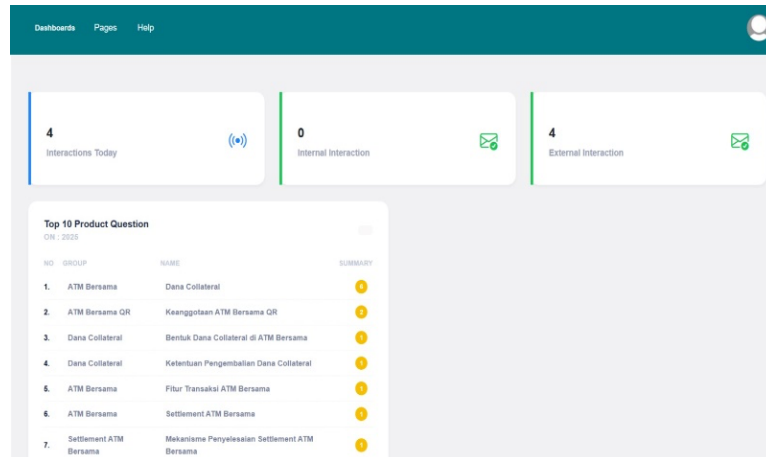 Dashboards Pages Help
4
Interactions Today
0
Internal Interaction
4
External Interaction
Top 10 Product Question
ON : 2025
NO GROUP NAME SUMMARY
1. ATM Bersama Dana Collateral
2. ATM Bersama QR Keanggotaan ATM Bersama QR
3. Dana Collateral Bentuk Dana Collateral di ATM Bersama 1
4. Dana Collateral Ketentuan Pengembalian Dana Collateral 1
5. ATM Bersama Fitur Transaksi ATM Bersama 1
6. ATM Bersama Settlement ATM Bersama 1
7. Settlement ATM Bersama Mekanisme Penyelesaian Settlement ATM Bersama 1